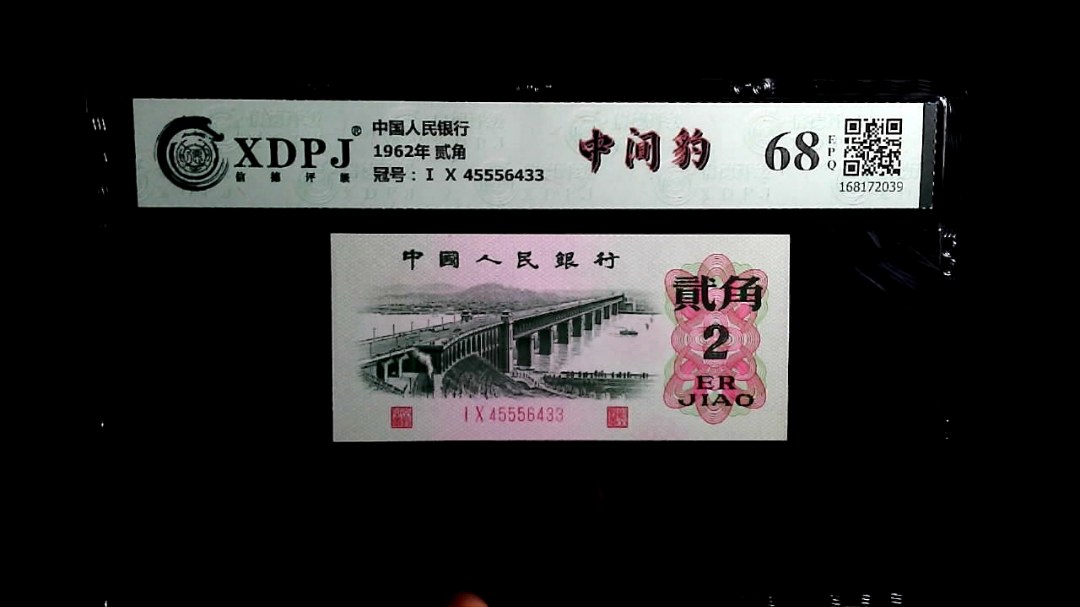 XDPJ®
信德评级
中国人民银行
1962年 贰角
冠号：I X 45556433
中间豹
68
EPQ
168172039
中國人民銀行
貳角
2
ER
JIAO
I X 45556433